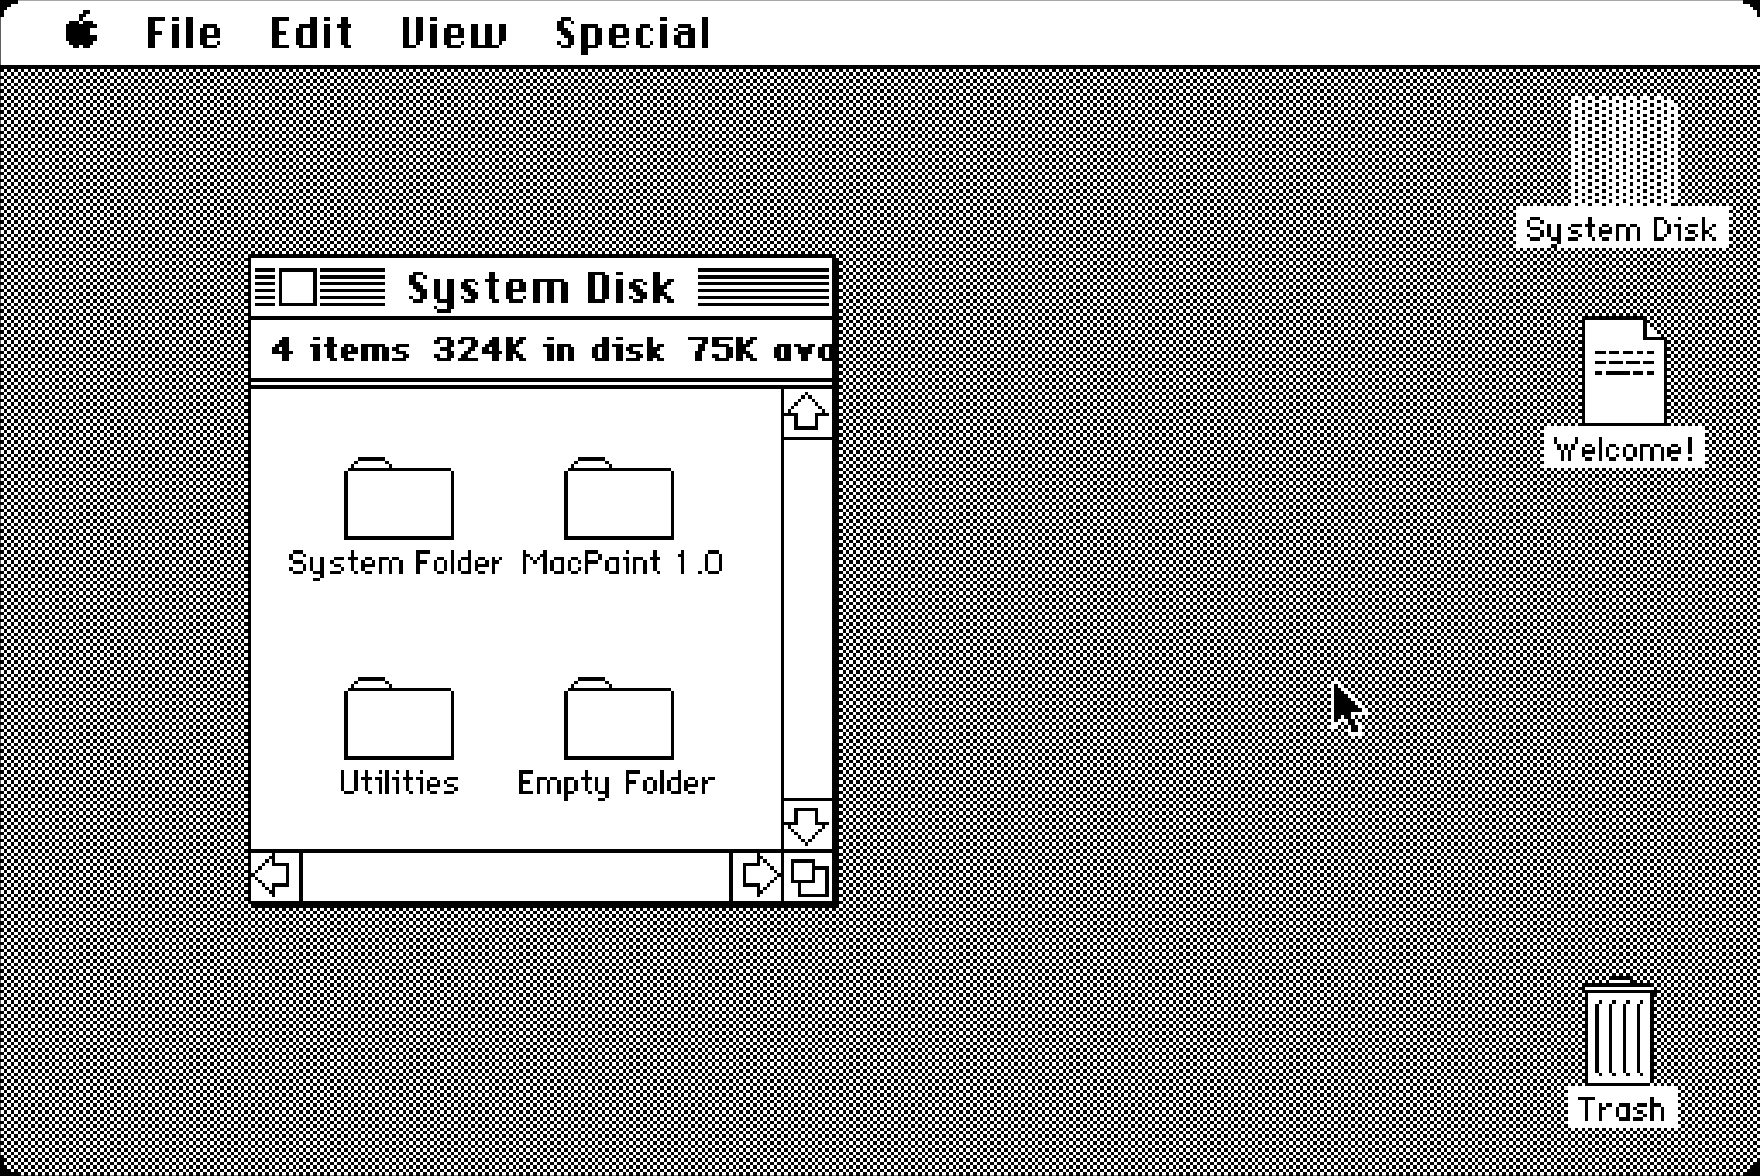 File Edit View Special
System Disk
System Disk
4 items 324K in disk 75K
Welcome!
System Folder MacPaint 1.0
Utilities Empty Folder
Trash